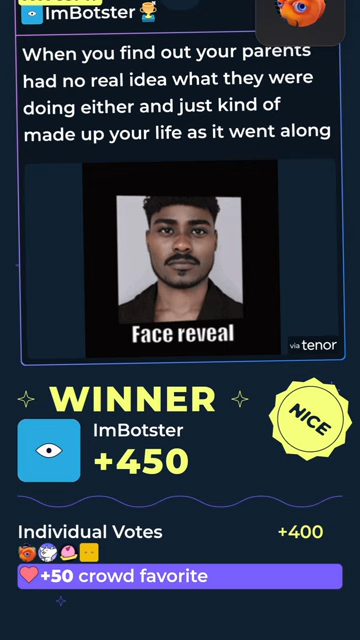 ImBotster
When you find out your parents
had no real idea what they were
doing either and just kind of
made up your life as it went along
Face reveal
via tenor
WINNER
NICE
ImBotster
+450
Individual Votes +400
+50 crowd favorite